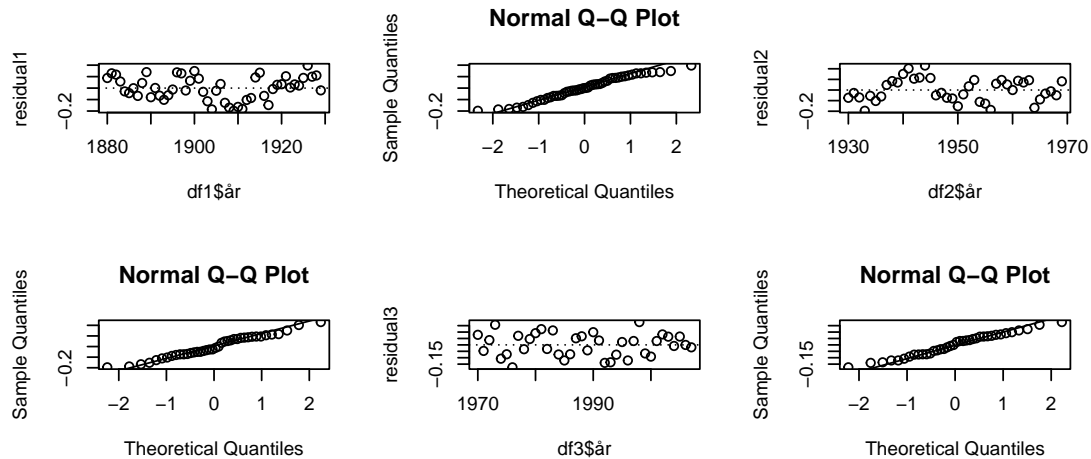 residual1
−0.2
1880 1900 1920
df1$år
Normal Q−Q Plot
Sample Quantiles
−0.2
−2 −1 0 1 2
Theoretical Quantiles
residual2
−0.2
1930 1950 1970
df2$år
Normal Q−Q Plot
Sample Quantiles
−0.2
−2 −1 0 1 2
Theoretical Quantiles
residual3
−0.15
1970 1990
df3$år
Normal Q−Q Plot
Sample Quantiles
−0.15
−2 −1 0 1 2
Theoretical Quantiles